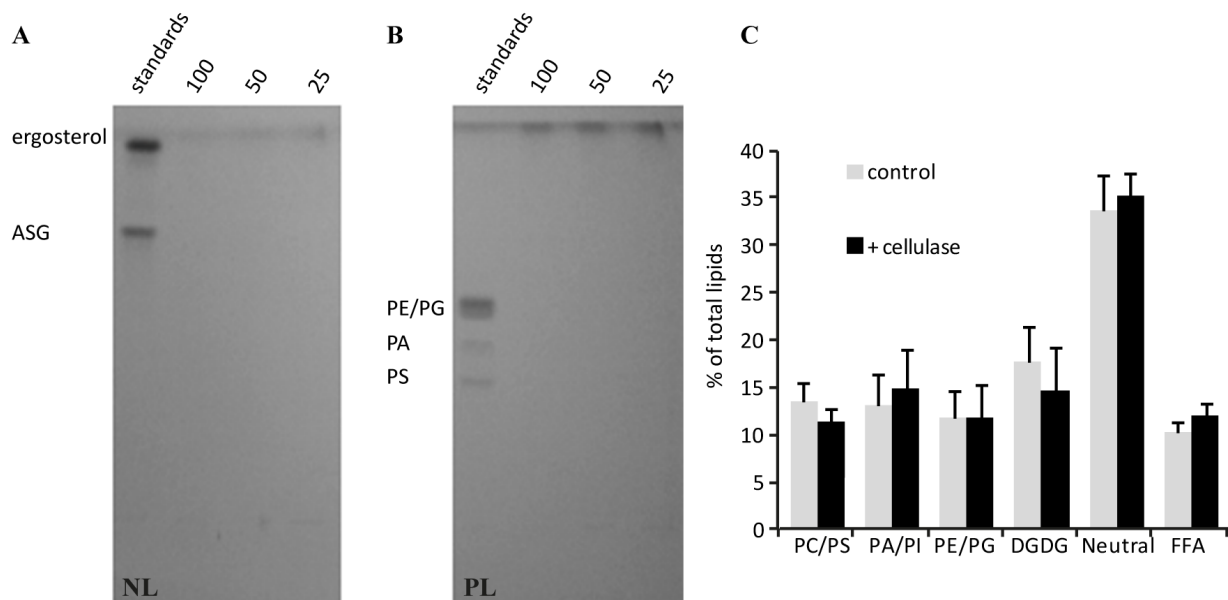 A
standards
100
50
25
ergosterol
ASG
NL
B
standards
100
50
25
PE/PG
PA
PS
PL
C
% of total lipids
40
35
30
25
20
15
10
5
0
control
+ cellulase
PC/PS PA/PI PE/PG DGDG Neutral FFA